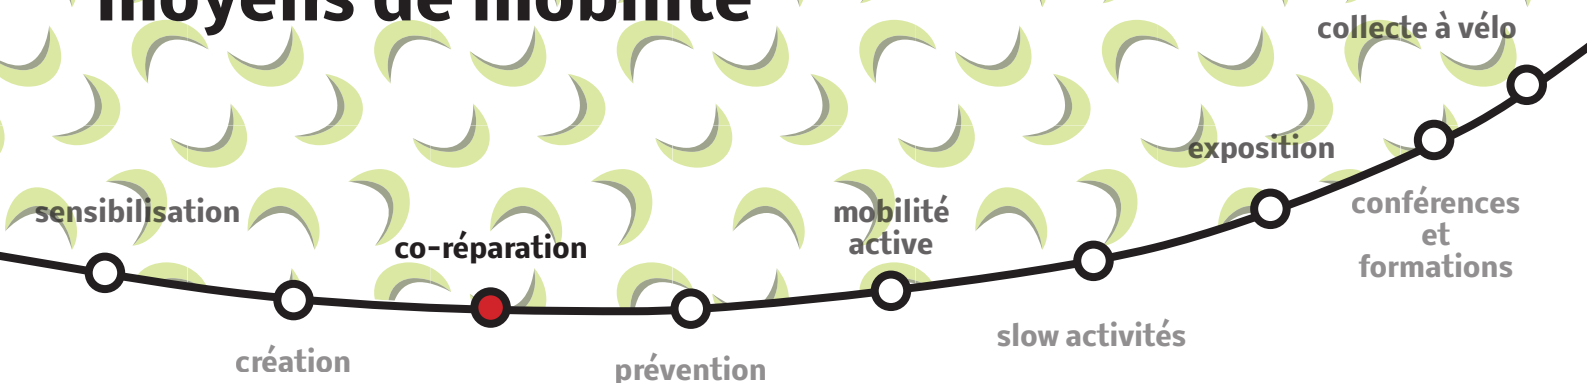 moyens de mobilité
collecte à vélo
exposition
sensibilisation
co-réparation
mobilité
active
conférences
et
formations
slow activités
création
prévention